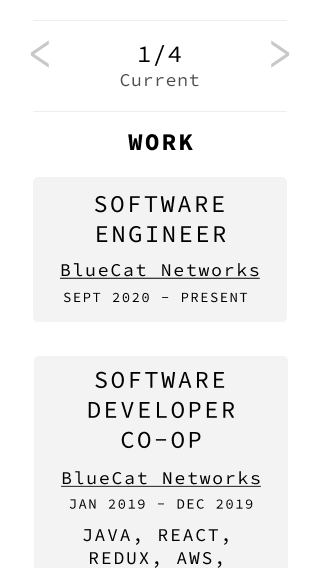 1/4
Current
WORK
SOFTWARE
ENGINEER
BlueCat Networks
SEPT 2020 - PRESENT
SOFTWARE
DEVELOPER
CO-OP
BlueCat Networks
JAN 2019 - DEC 2019
JAVA, REACT,
REDUX, AWS,